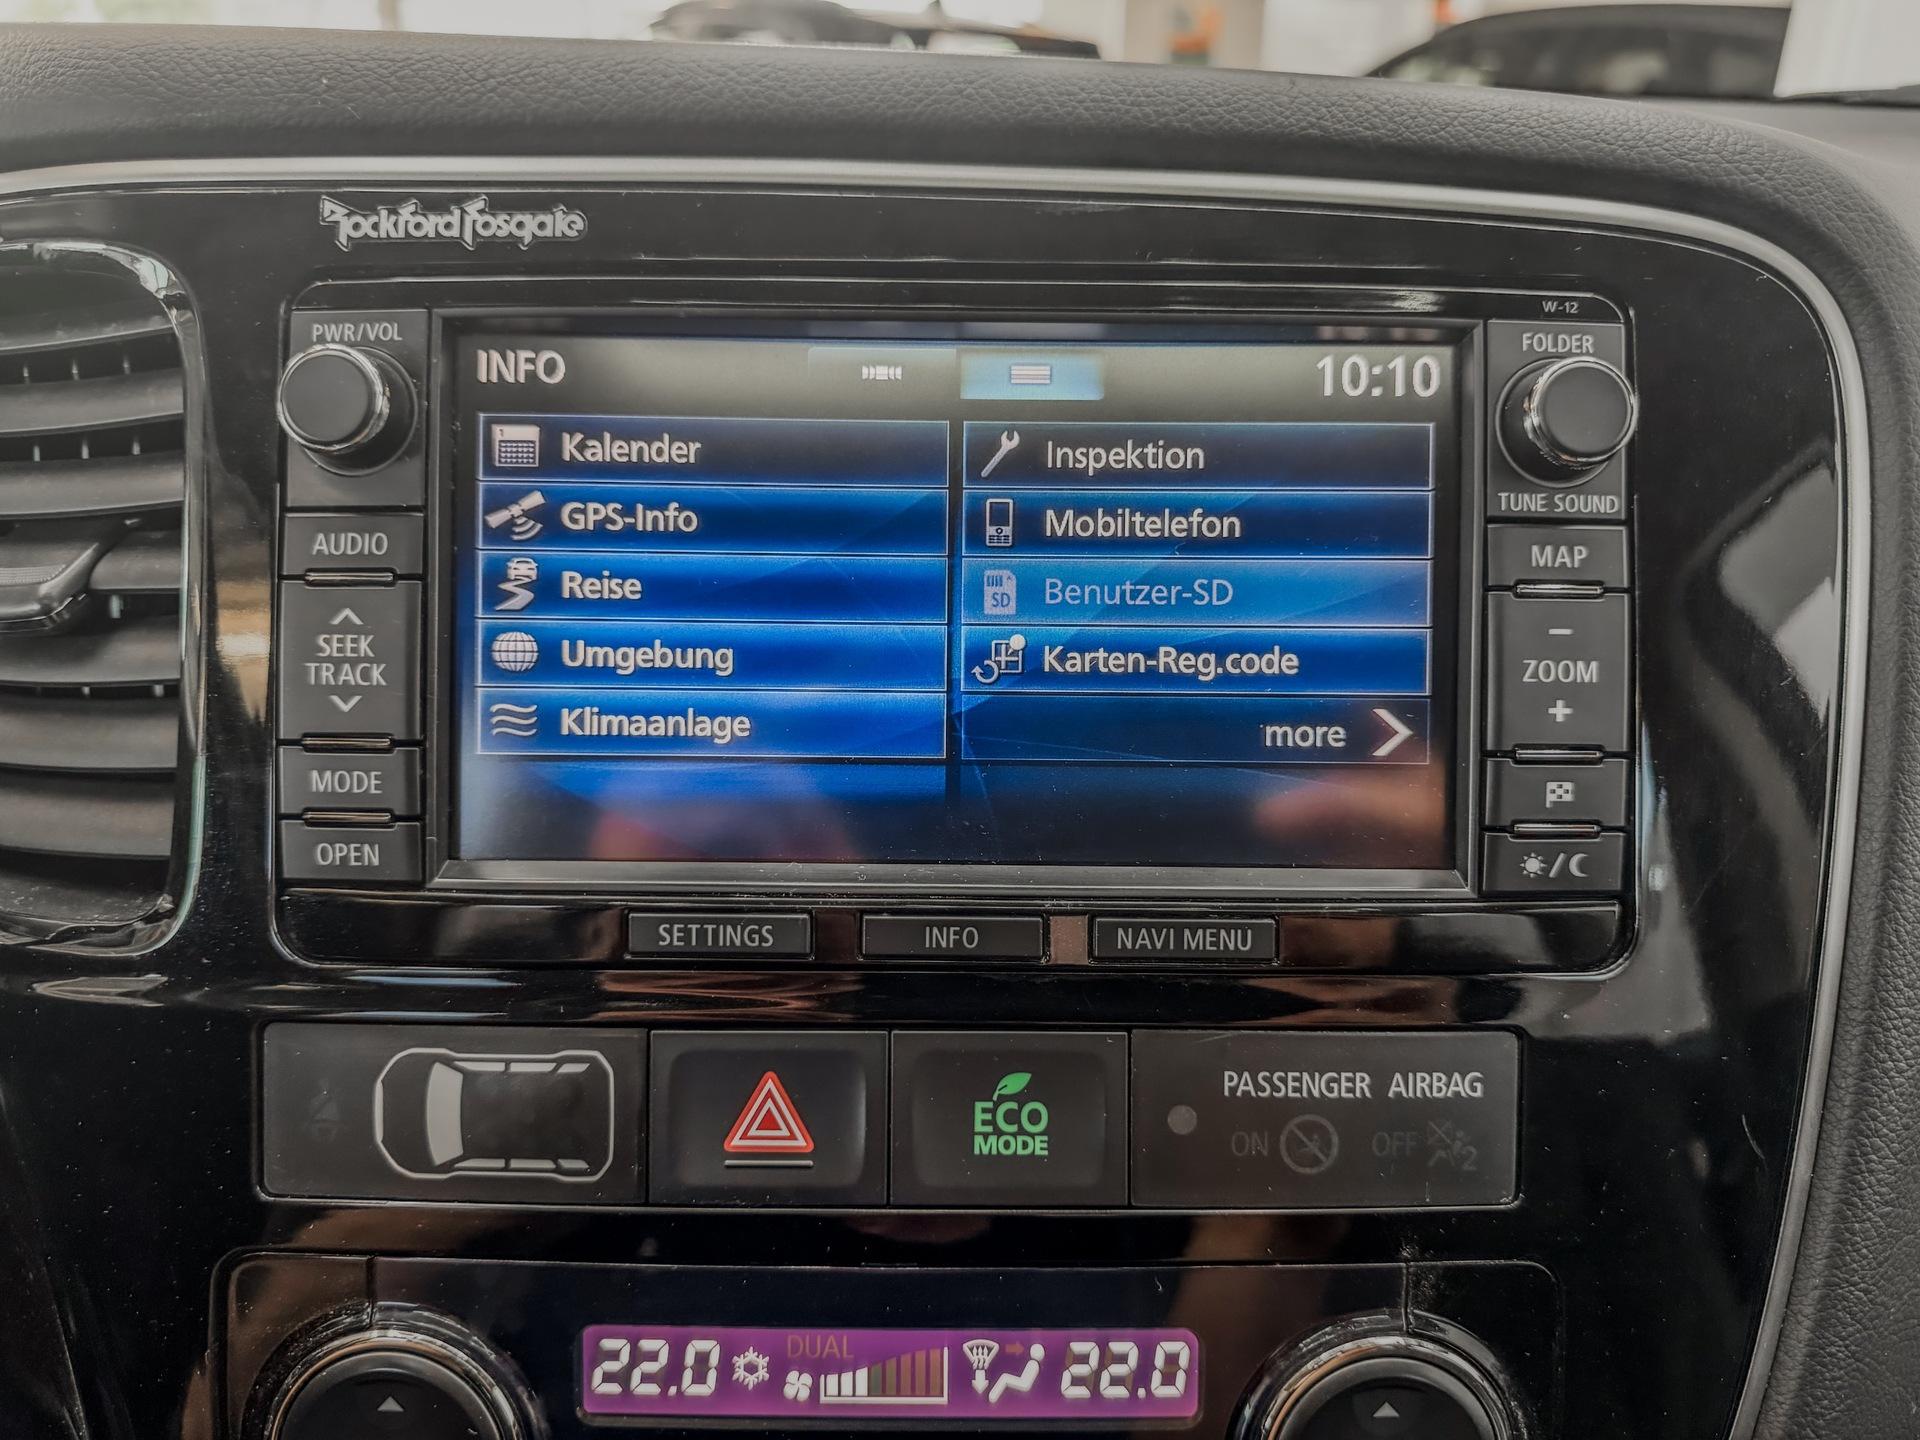 Rockford Fosgate
W-12
PWR/VOL
FOLDER
TUNE SOUND
INFO
10:10
Kalender
GPS-Info
Reise
Umgebung
Klimaanlage
Inspektion
Mobiltelefon
SD
Benutzer-SD
Karten-Reg.code
more
AUDIO
SEEK
TRACK
MODE
OPEN
MAP
−
ZOOM
+
SETTINGS
INFO
NAVI MENU
ECO
MODE
PASSENGER AIRBAG
ON
OFF
2
22.0
DUAL
22.0